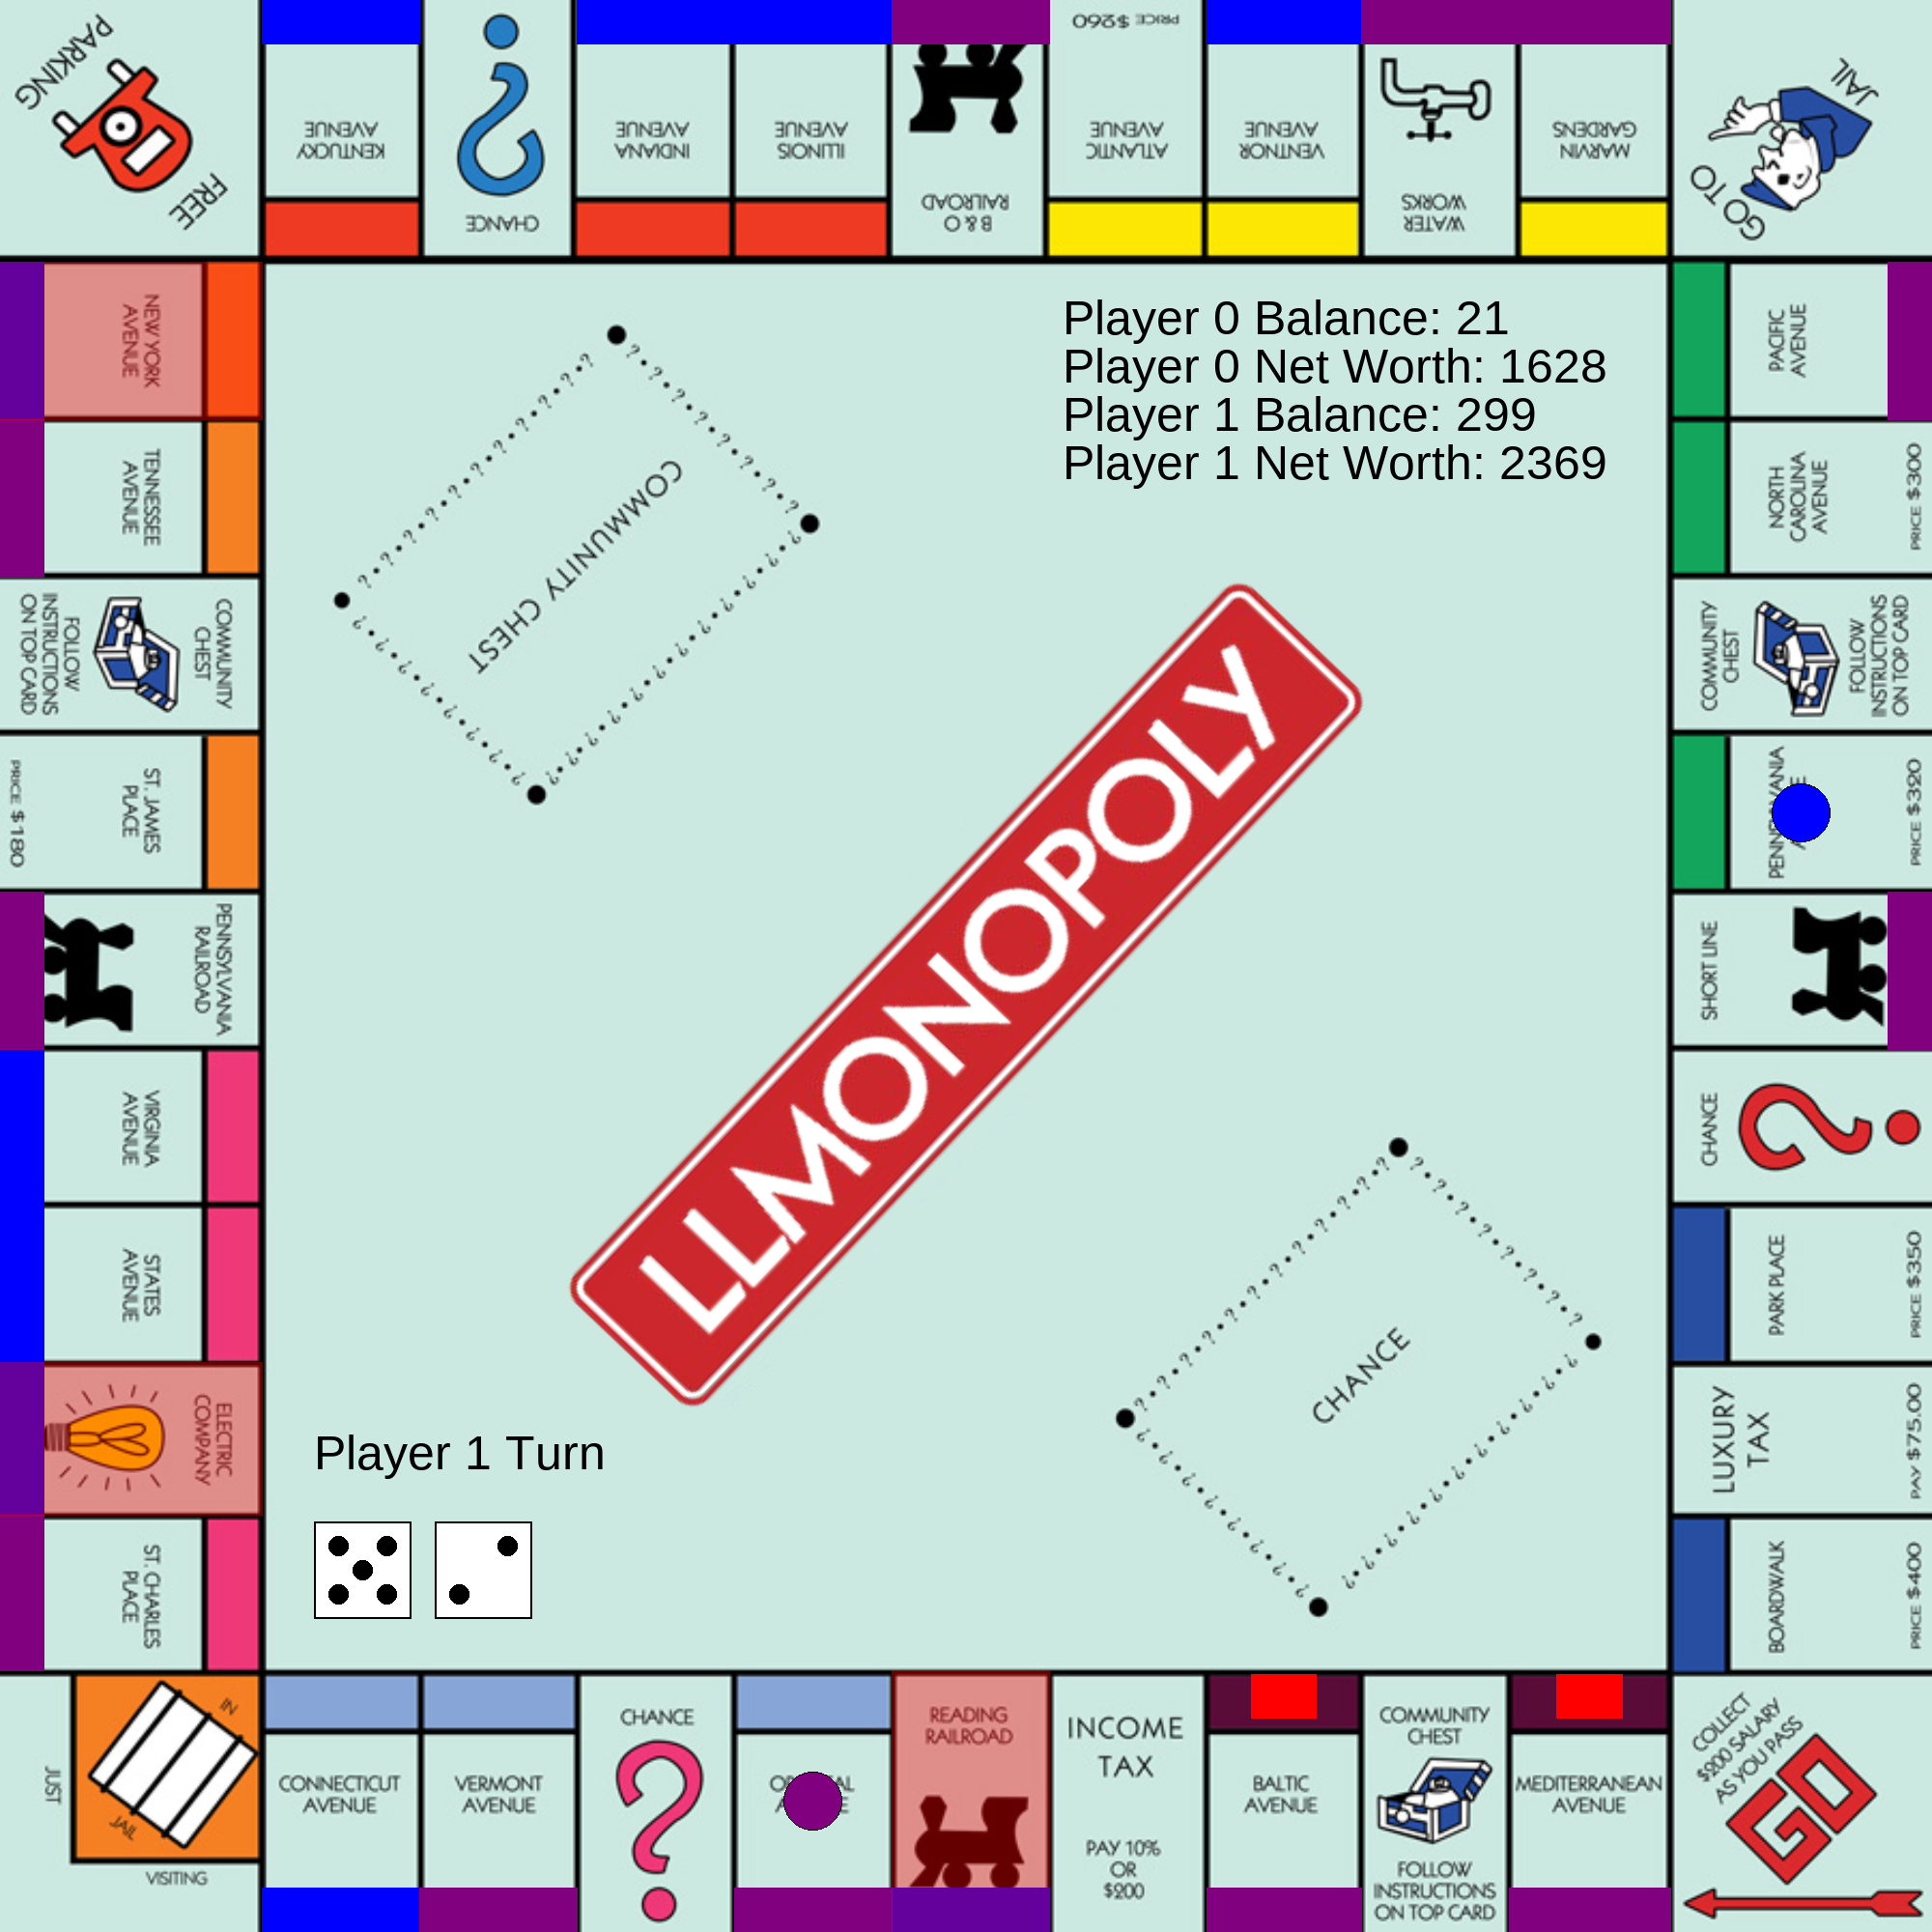 FREE
PARKING
KENTUCKY
AVENUE
CHANCE
INDIANA
AVENUE
ILLINOIS
AVENUE
B & O
RAILROAD
ATLANTIC
AVENUE
PRICE $260
VENTNOR
AVENUE
WATER
WORKS
MARVIN
GARDENS
GO TO
JAIL
NEW YORK
AVENUE
TENNESSEE
AVENUE
COMMUNITY
CHEST
FOLLOW
INSTRUCTIONS
ON TOP CARD
ST. JAMES
PLACE
PRICE $180
PENNSYLVANIA
RAILROAD
VIRGINIA
AVENUE
STATES
AVENUE
ELECTRIC
COMPANY
ST. CHARLES
PLACE
Player 0 Balance: 21
Player 0 Net Worth: 1628
Player 1 Balance: 299
Player 1 Net Worth: 2369
COMMUNITY CHEST
LLMONOPOLY
CHANCE
Player 1 Turn
PACIFIC
AVENUE
NORTH
CAROLINA
AVENUE
PRICE $300
COMMUNITY
CHEST
FOLLOW
INSTRUCTIONS
ON TOP CARD
PRICE $320
SHORT LINE
CHANCE
PARK PLACE
PRICE $350
LUXURY
TAX
PAY $75.00
BOARDWALK
PRICE $400
IN
JAIL
JUST
VISITING
CONNECTICUT
AVENUE
VERMONT
AVENUE
CHANCE
READING
RAILROAD
INCOME
TAX
PAY 10%
OR
$200
BALTIC
AVENUE
COMMUNITY
CHEST
FOLLOW
INSTRUCTIONS
ON TOP CARD
MEDITERRANEAN
AVENUE
COLLECT
$200 SALARY
AS YOU PASS
GO